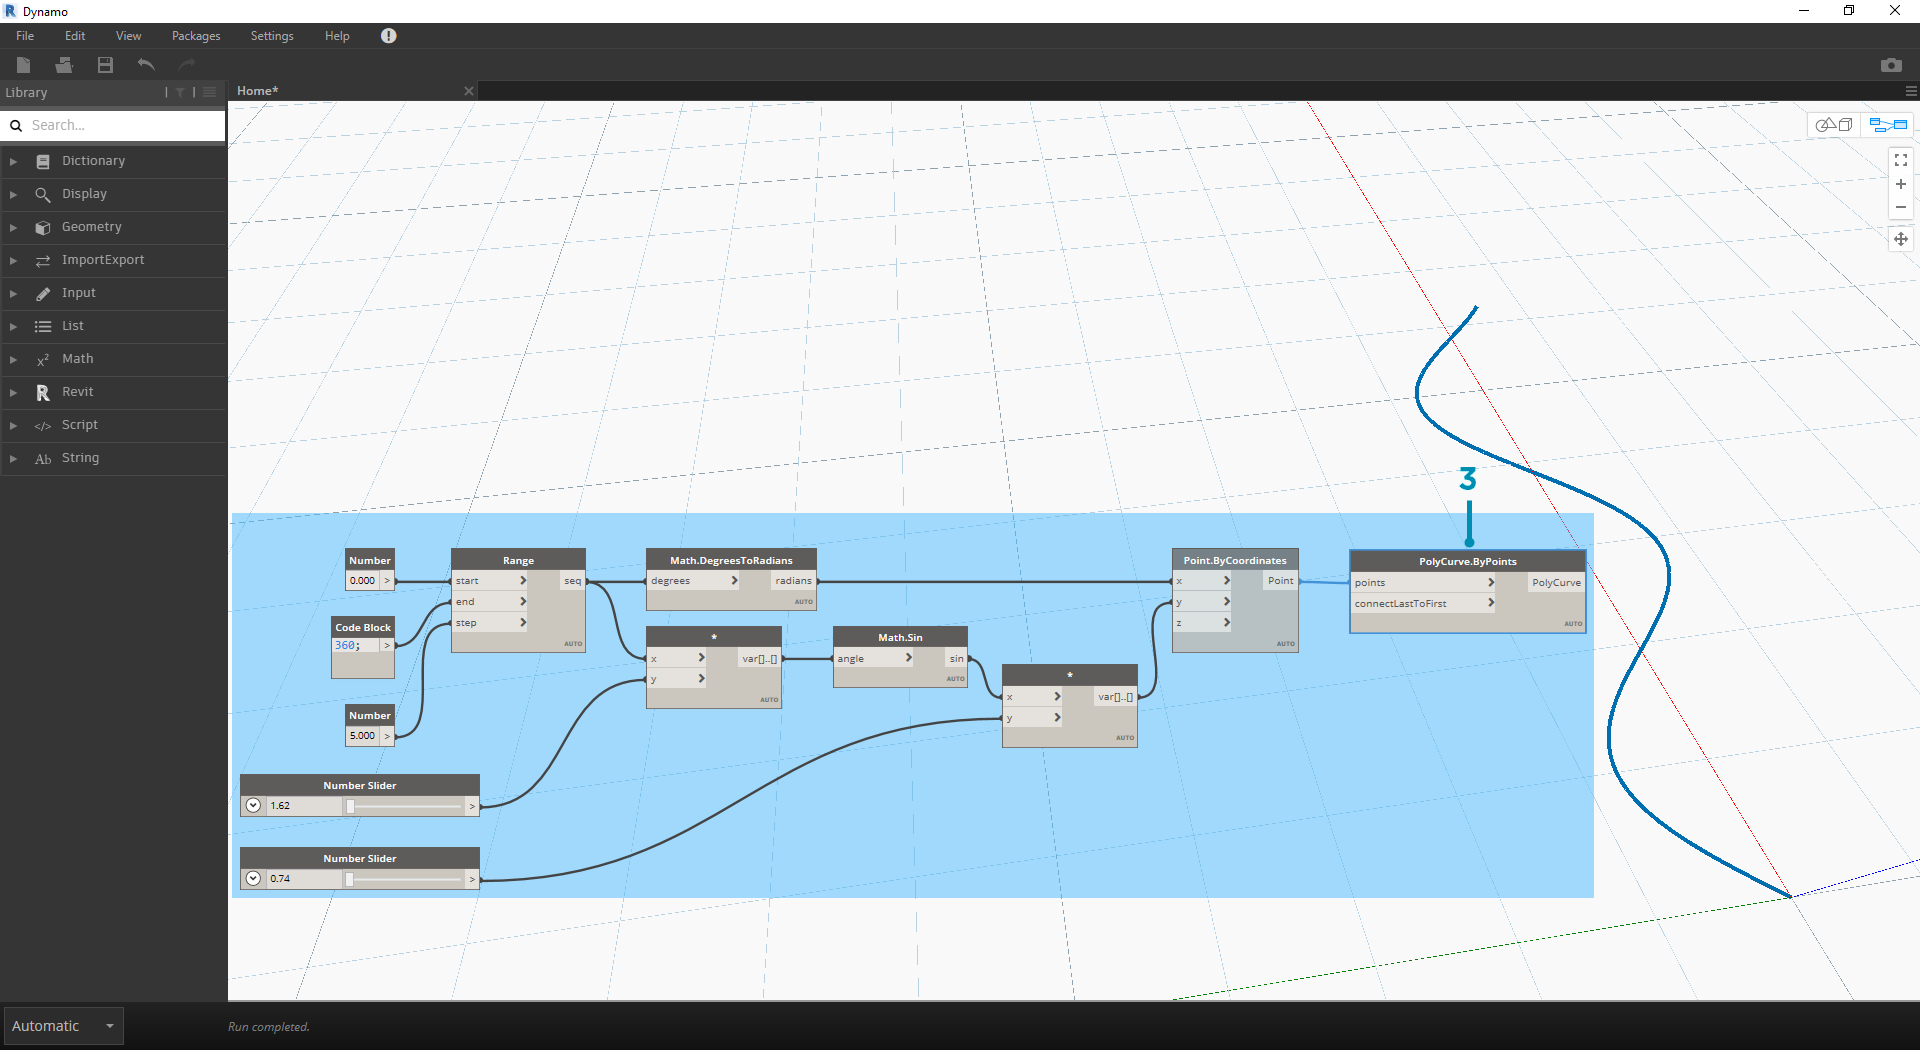 Dynamo
File Edit View Packages Settings Help
Library
Home*
Search...
Dictionary
Display
Geometry
ImportExport
Input
List
Math
Revit
Script
String
3
Number
0.000 >
Code Block
360; >
Number
5.000 >
Range
start > seq
end >
step >
AUTO
Math.DegreesToRadians
degrees > radians
AUTO
*
x > var[]..[]
y >
AUTO
Math.Sin
angle > sin
AUTO
*
x > var[]..[]
y >
AUTO
Point.ByCoordinates
x > Point
y >
z >
AUTO
PolyCurve.ByPoints
points > PolyCurve
connectLastToFirst >
AUTO
Number Slider
1.62 >
Number Slider
0.74 >
Automatic
Run completed.